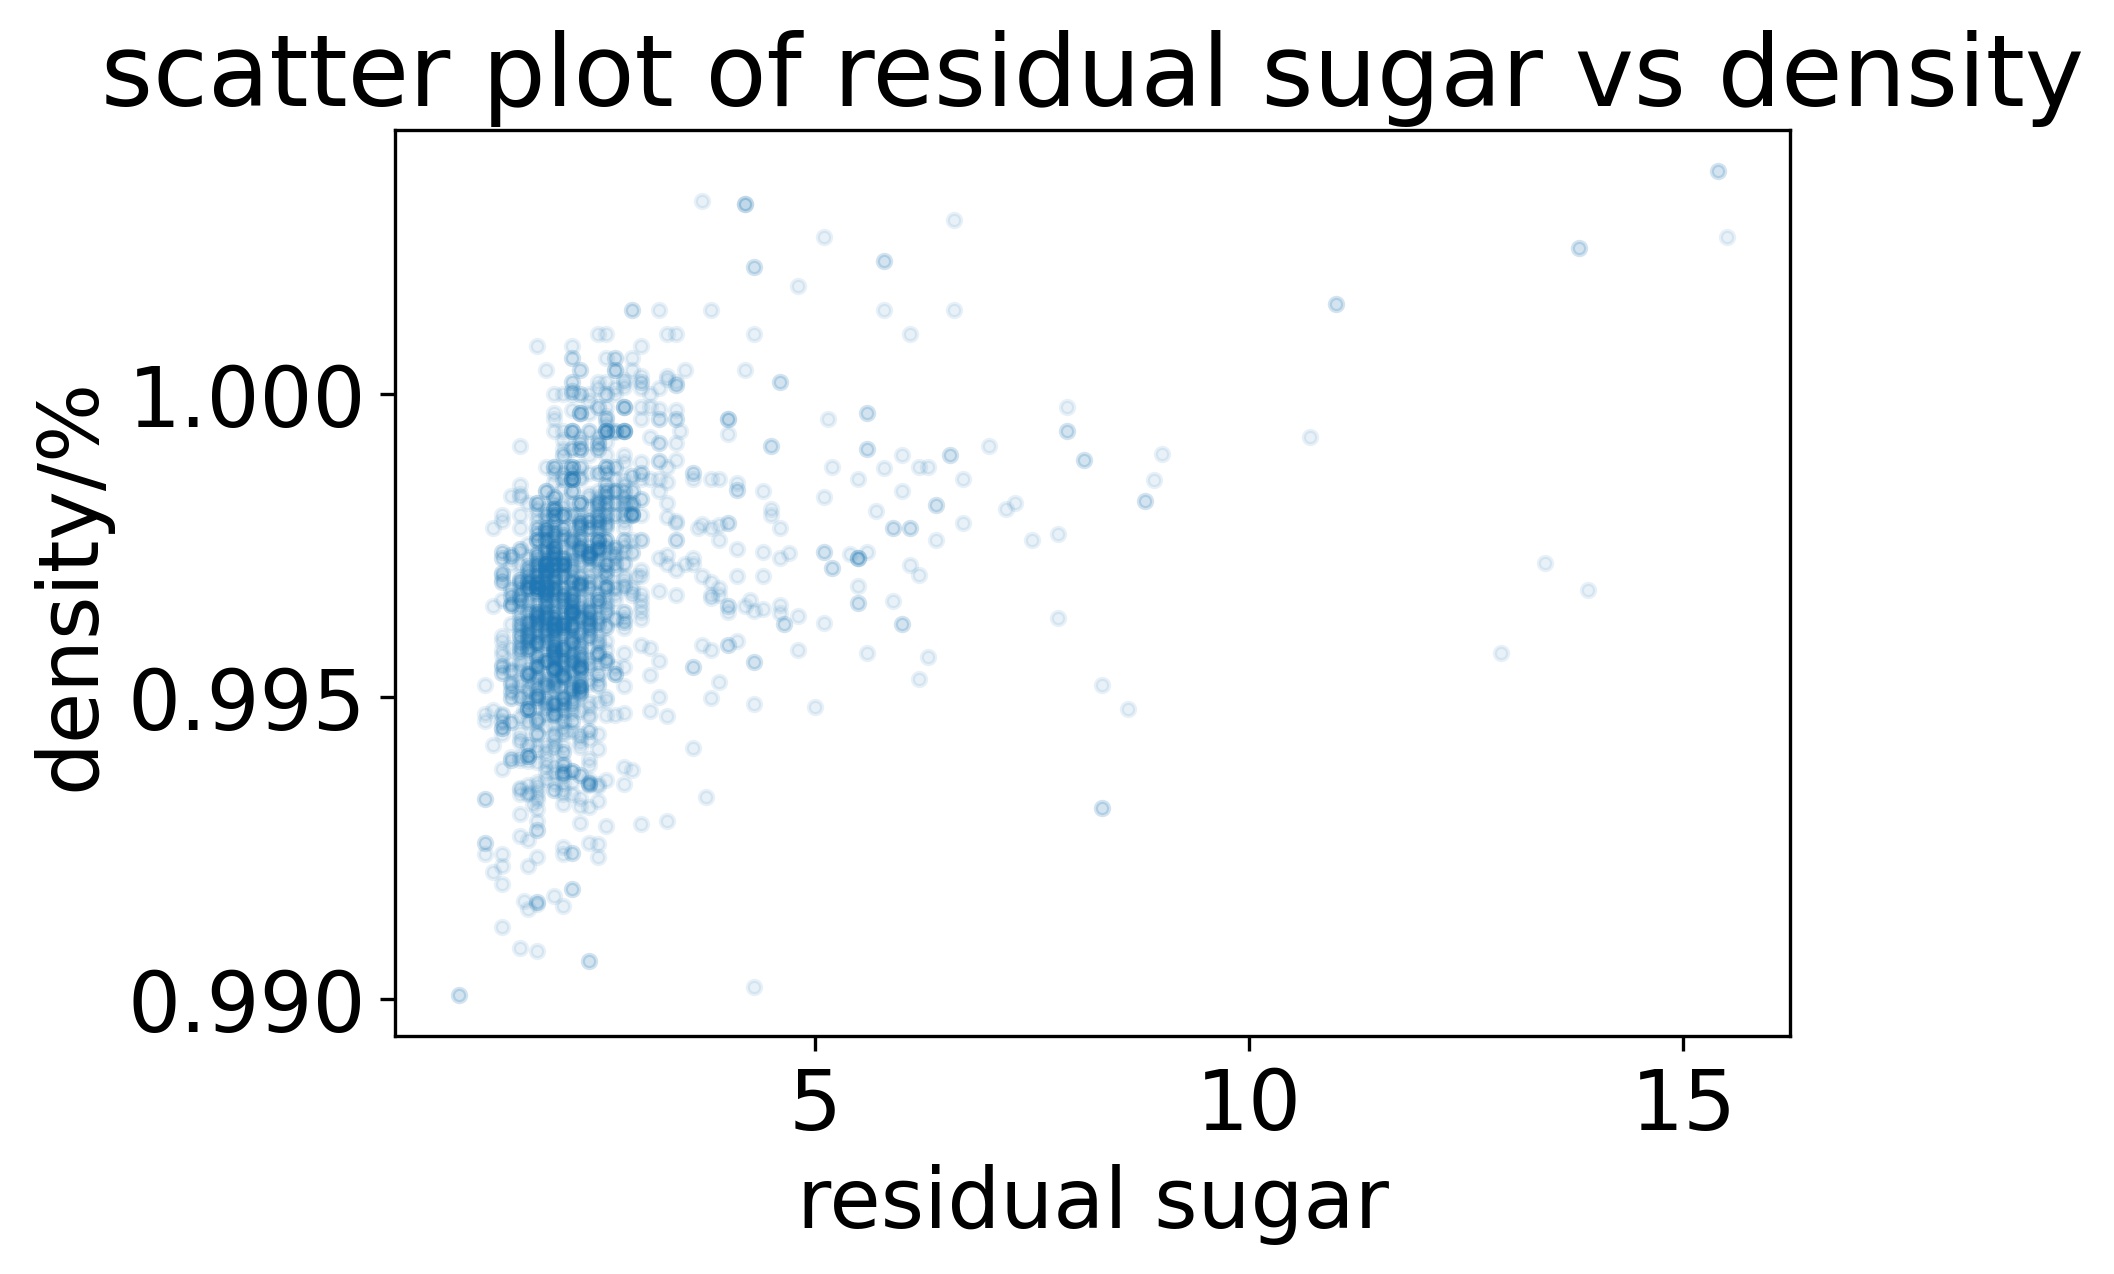 scatter plot of residual sugar vs density
density/%
1.000
0.995
0.990
5 10 15
residual sugar